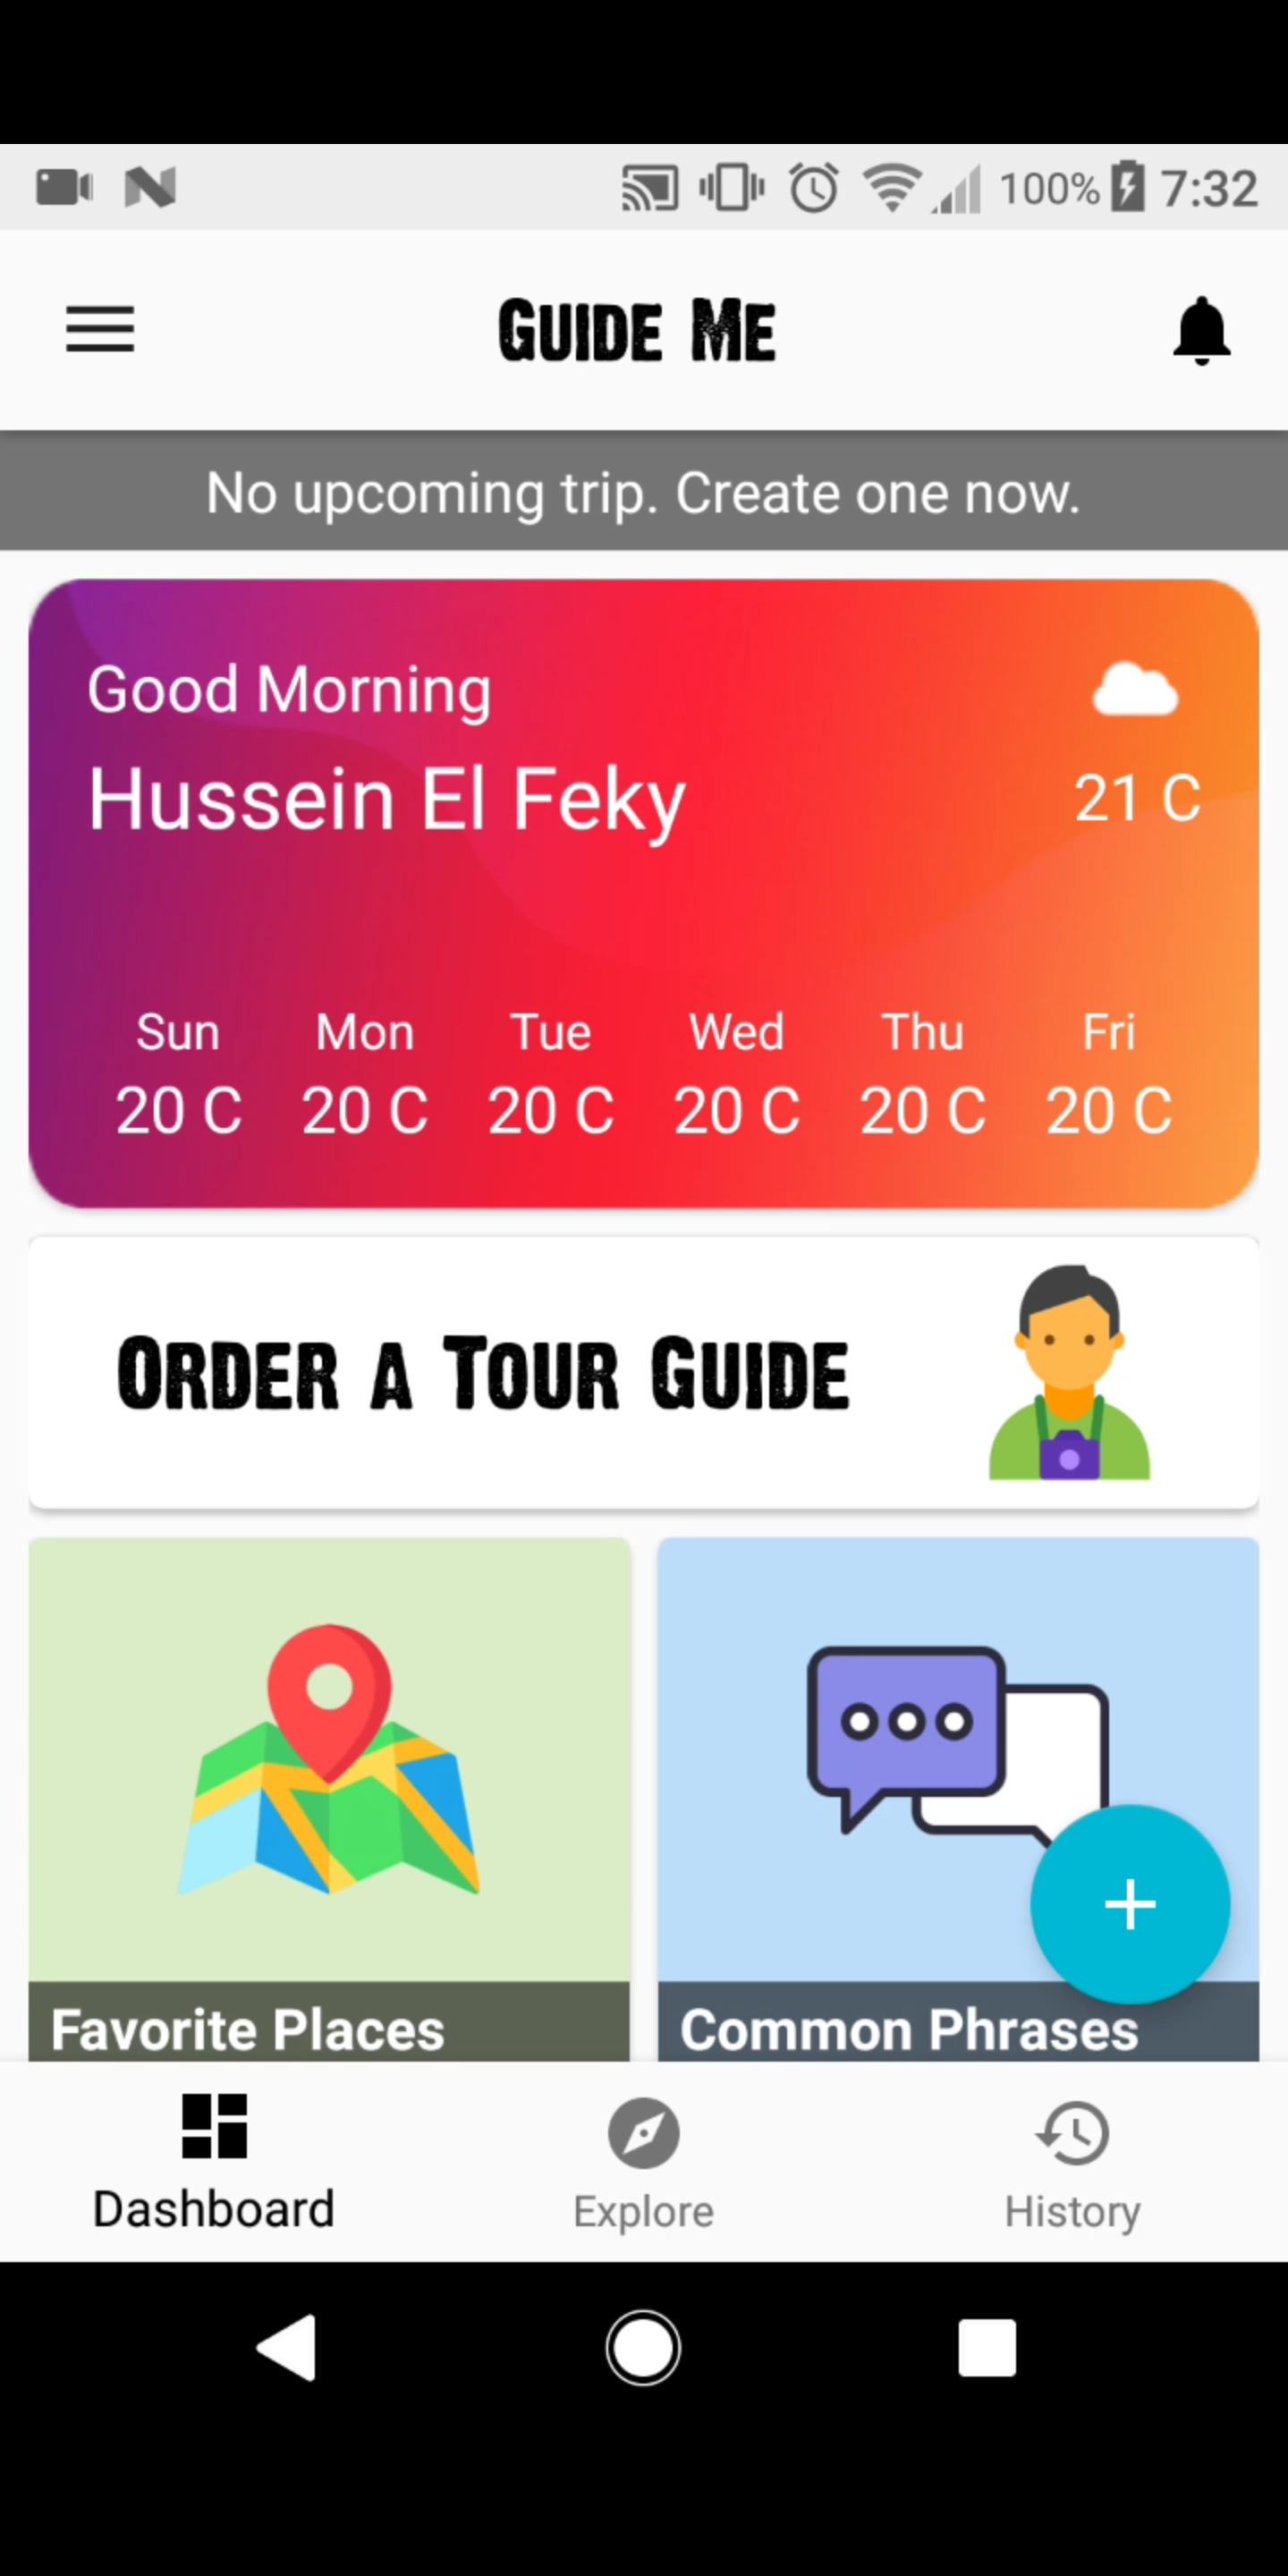 100% 7:32
Guide Me
No upcoming trip. Create one now.
Good Morning
Hussein El Feky
21 C
Sun Mon Tue Wed Thu Fri
20 C 20 C 20 C 20 C 20 C 20 C
Order a Tour Guide
Favorite Places Common Phrases
Dashboard Explore History